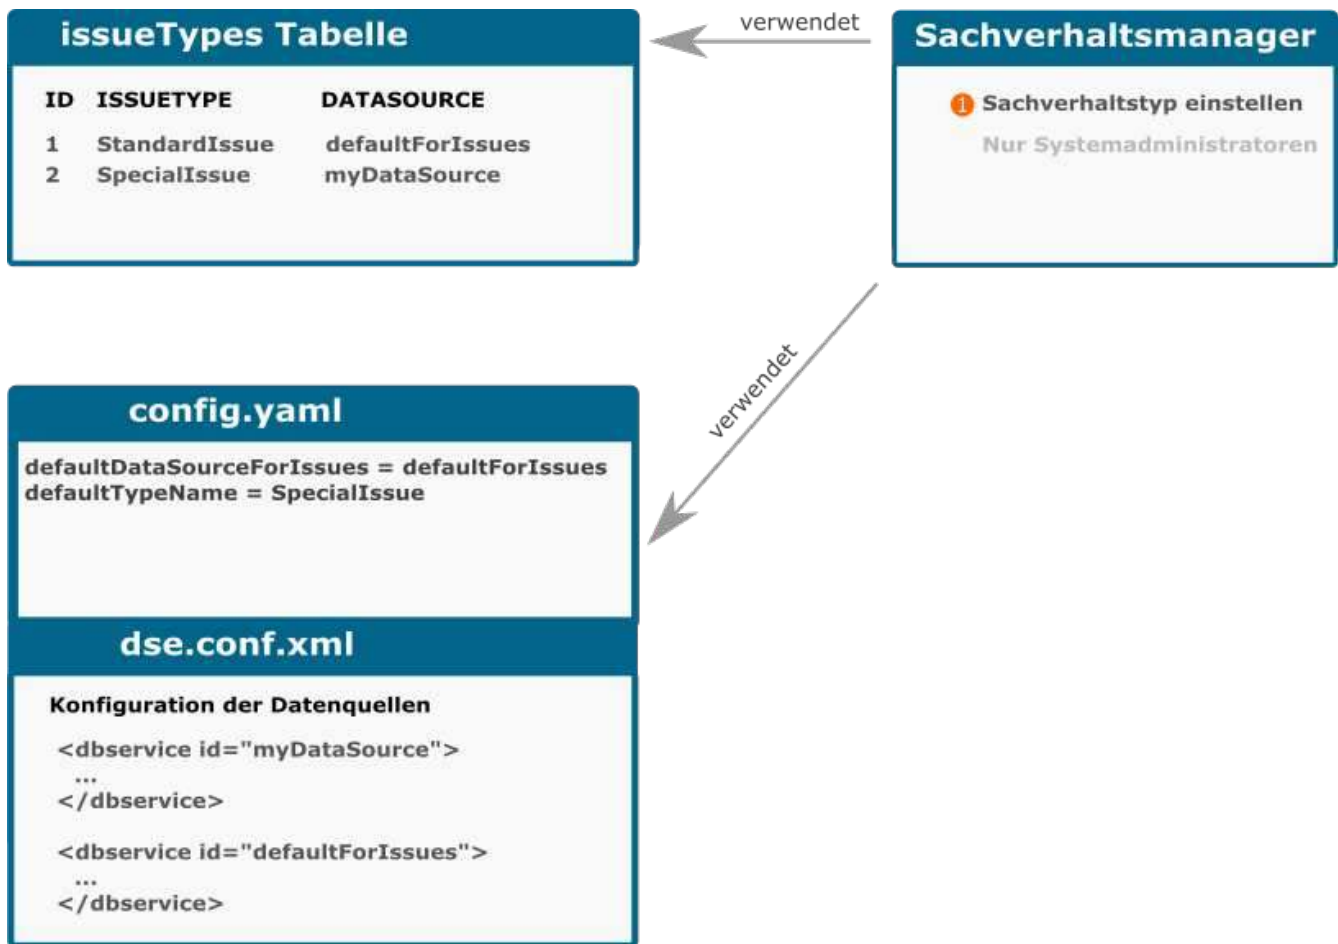 issueTypes Tabelle
ID ISSUETYPE DATASOURCE
1 StandardIssue defaultForIssues
2 SpecialIssue myDataSource
verwendet
Sachverhaltsmanager
1 Sachverhaltstyp einstellen
Nur Systemadministratoren
verwendet
config.yaml
defaultDataSourceForIssues = defaultForIssues
defaultTypeName = SpecialIssue
dse.conf.xml
Konfiguration der Datenquellen
<dbservice id="myDataSource">
...
</dbservice>
<dbservice id="defaultForIssues">
...
</dbservice>